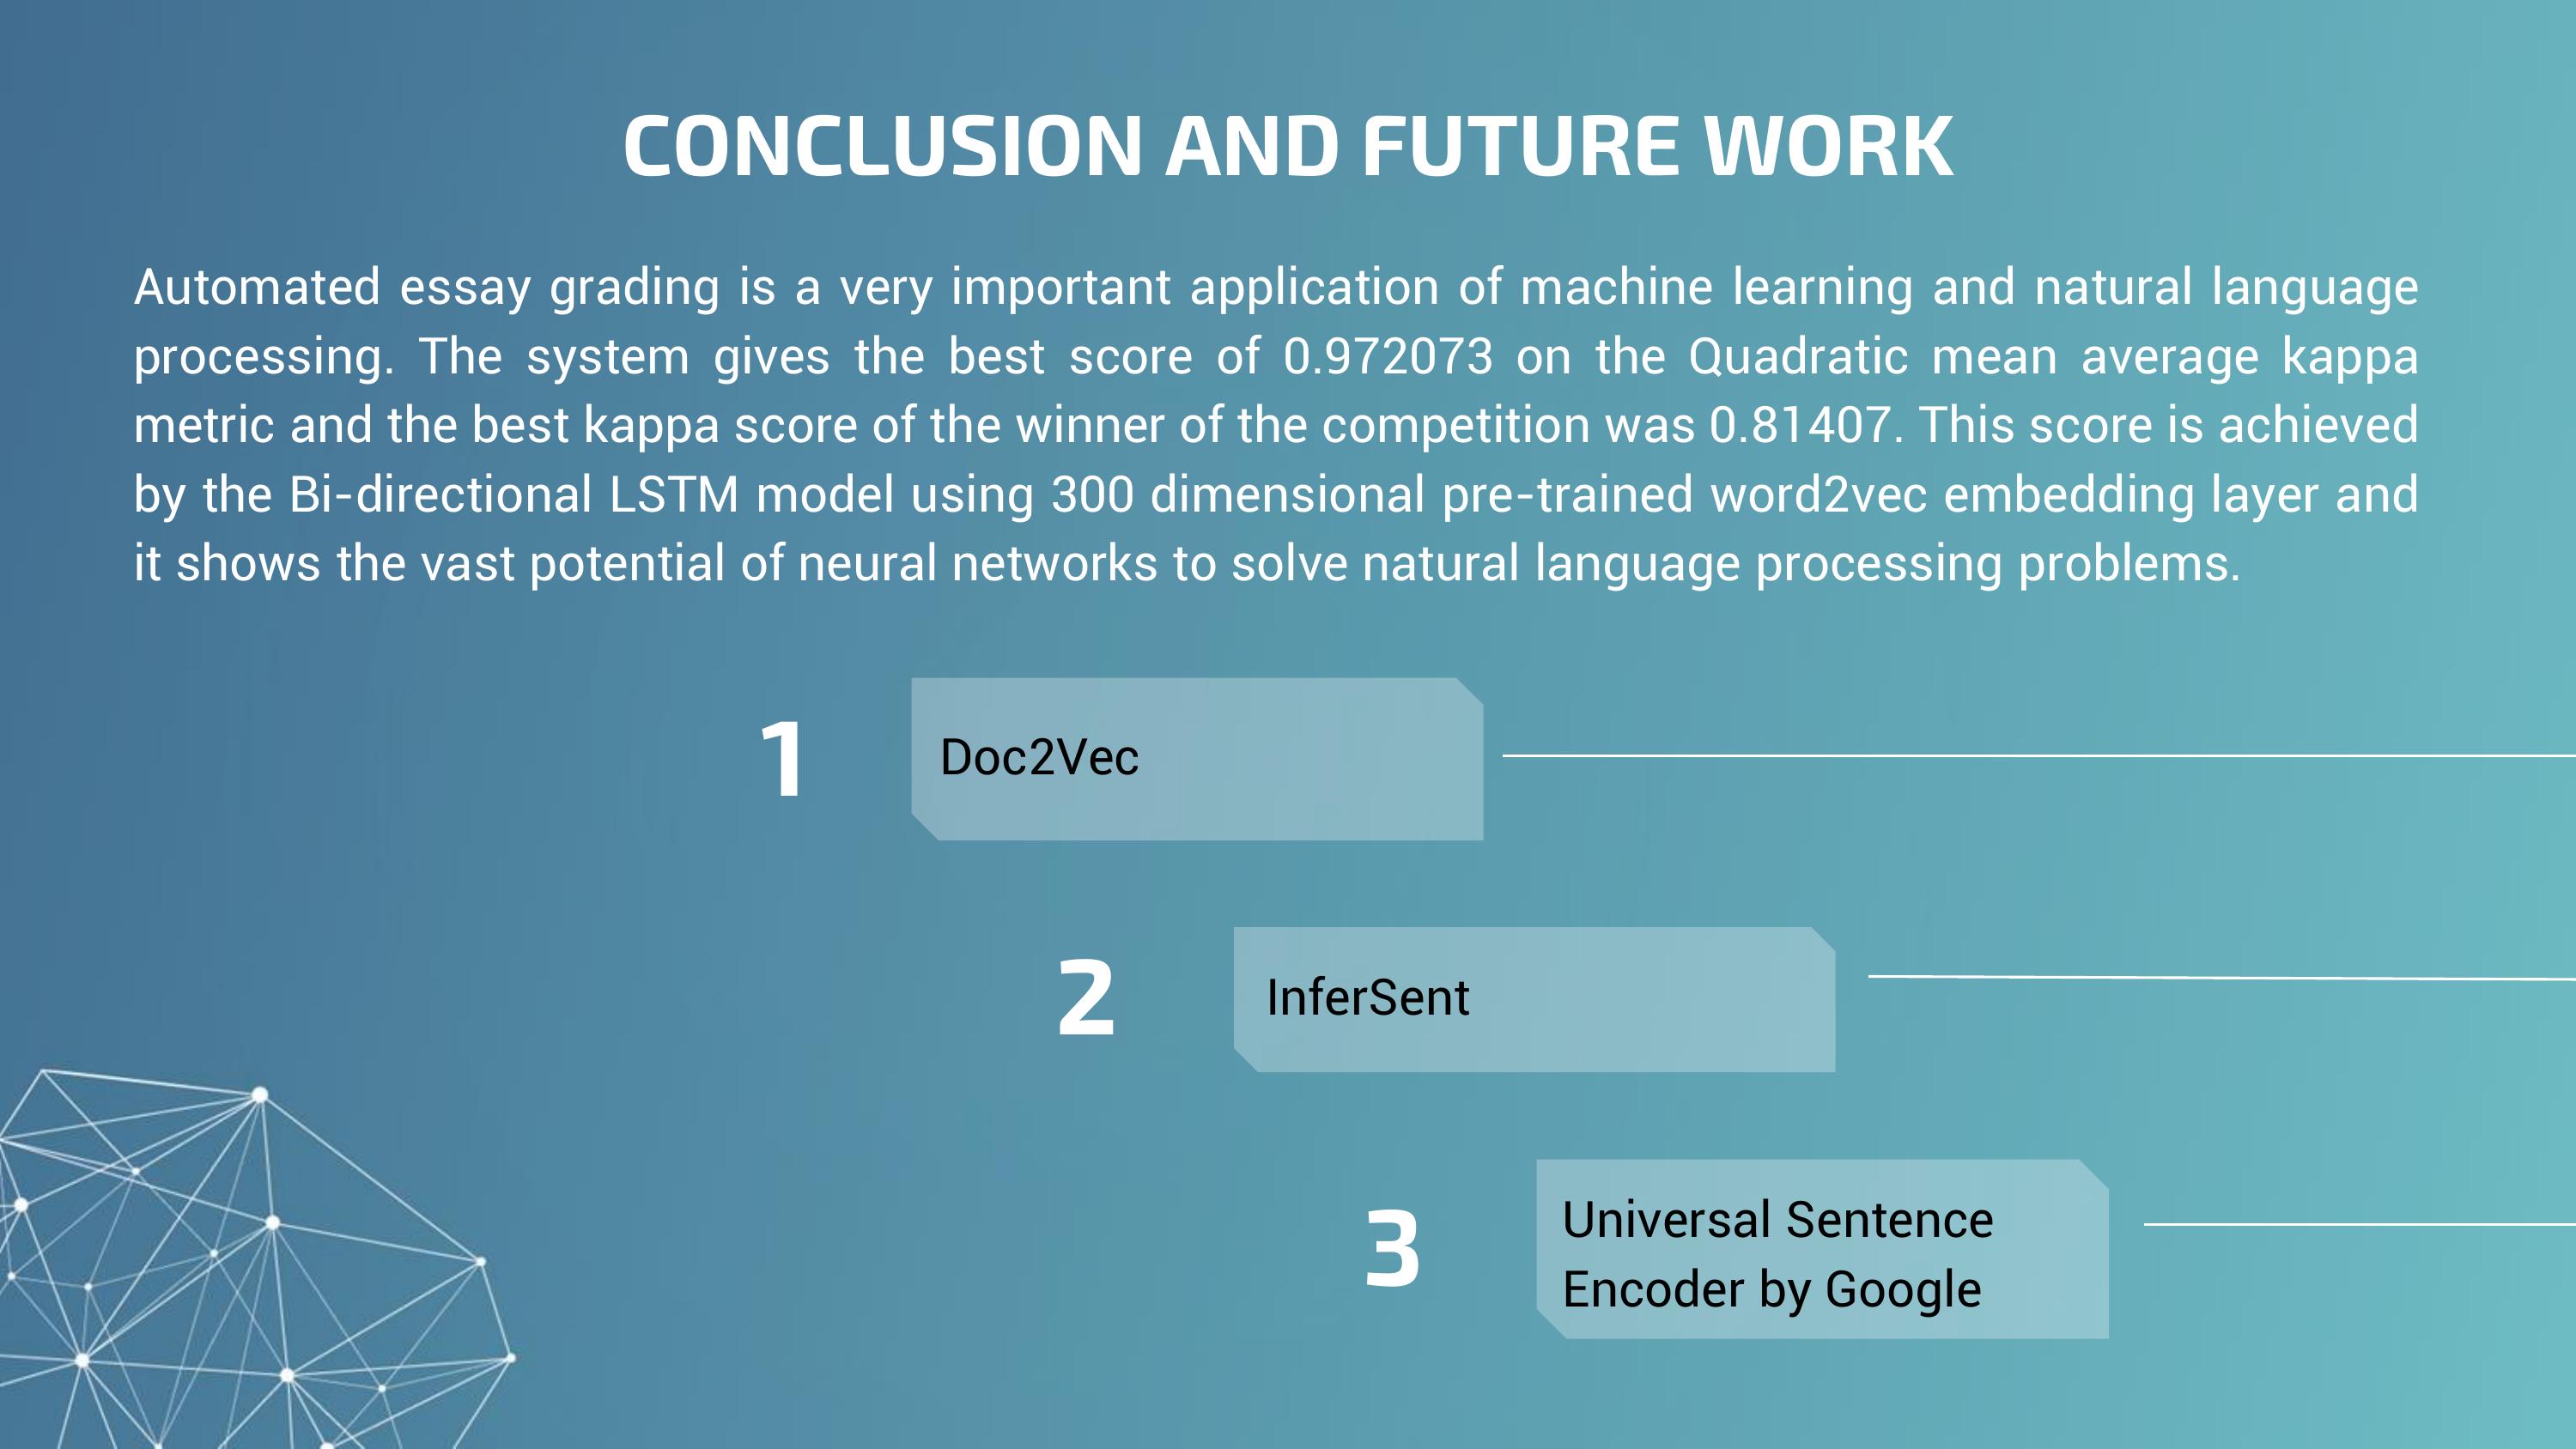 CONCLUSION AND FUTURE WORK
Automated essay grading is a very important application of machine learning and natural language
processing. The system gives the best score of 0.972073 on the Quadratic mean average kappa
metric and the best kappa score of the winner of the competition was 0.81407. This score is achieved
by the Bi-directional LSTM model using 300 dimensional pre-trained word2vec embedding layer and
it shows the vast potential of neural networks to solve natural language processing problems.
1
Doc2Vec
2
InferSent
3
Universal Sentence
Encoder by Google